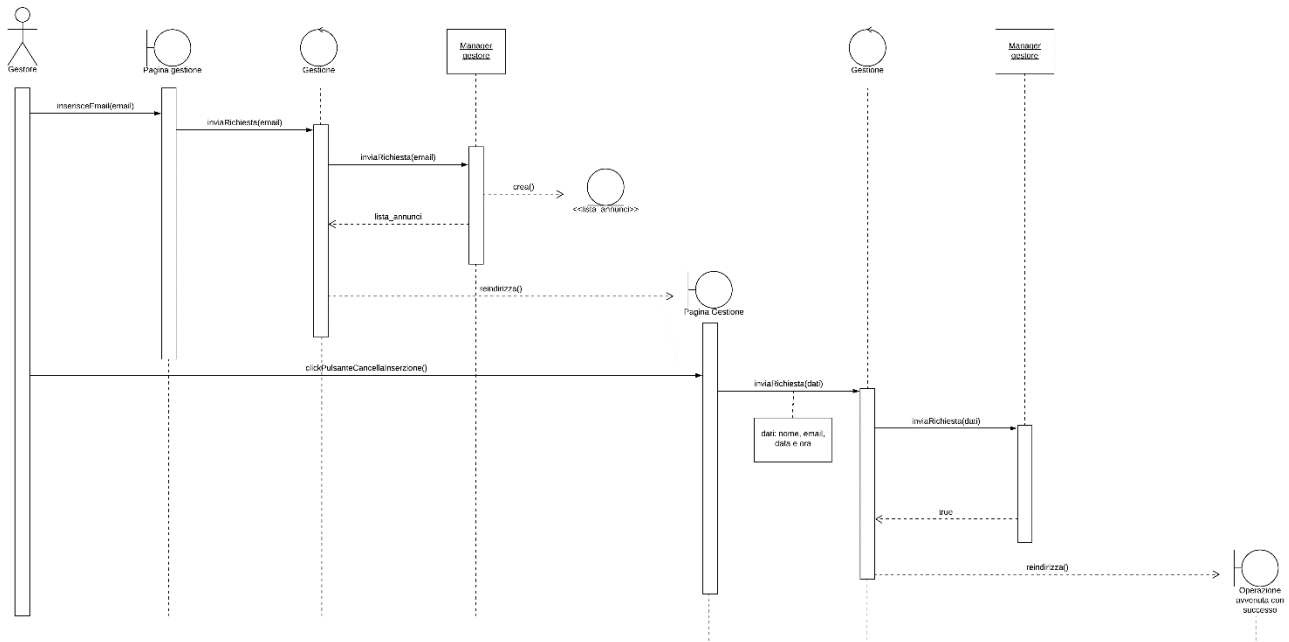 Manager
gestore
Manager
gestore
Gestore
Pagina gestione
Gestione
Gestione
inserisceEmail(email)
inviaRichiesta(email)
inviaRichiesta(email)
crea()
<<lista_annunci>>
lista_annunci
reindirizza()
Pagina Gestione
clickPulsanteCancellaInserzione()
inviaRichiesta(dati)
inviaRichiesta(dati)
dati: nome, email,
data e ora
true
reindirizza()
Operazione
avvenuta con
successo